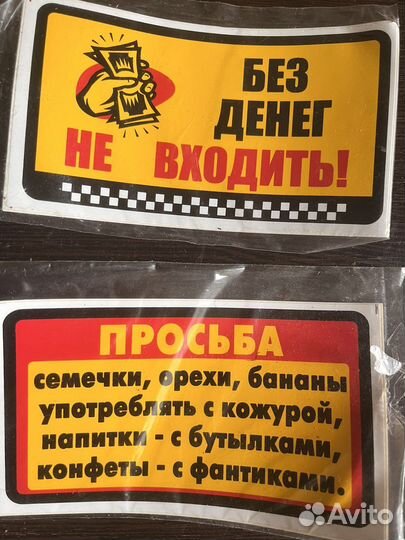 БЕЗ
ДЕНЕГ
НЕ ВХОДИТЬ!
ПРОСЬБА
семечки, орехи, бананы
употреблять с кожурой,
напитки - с бутылками,
конфеты - с фантиками.
Avito